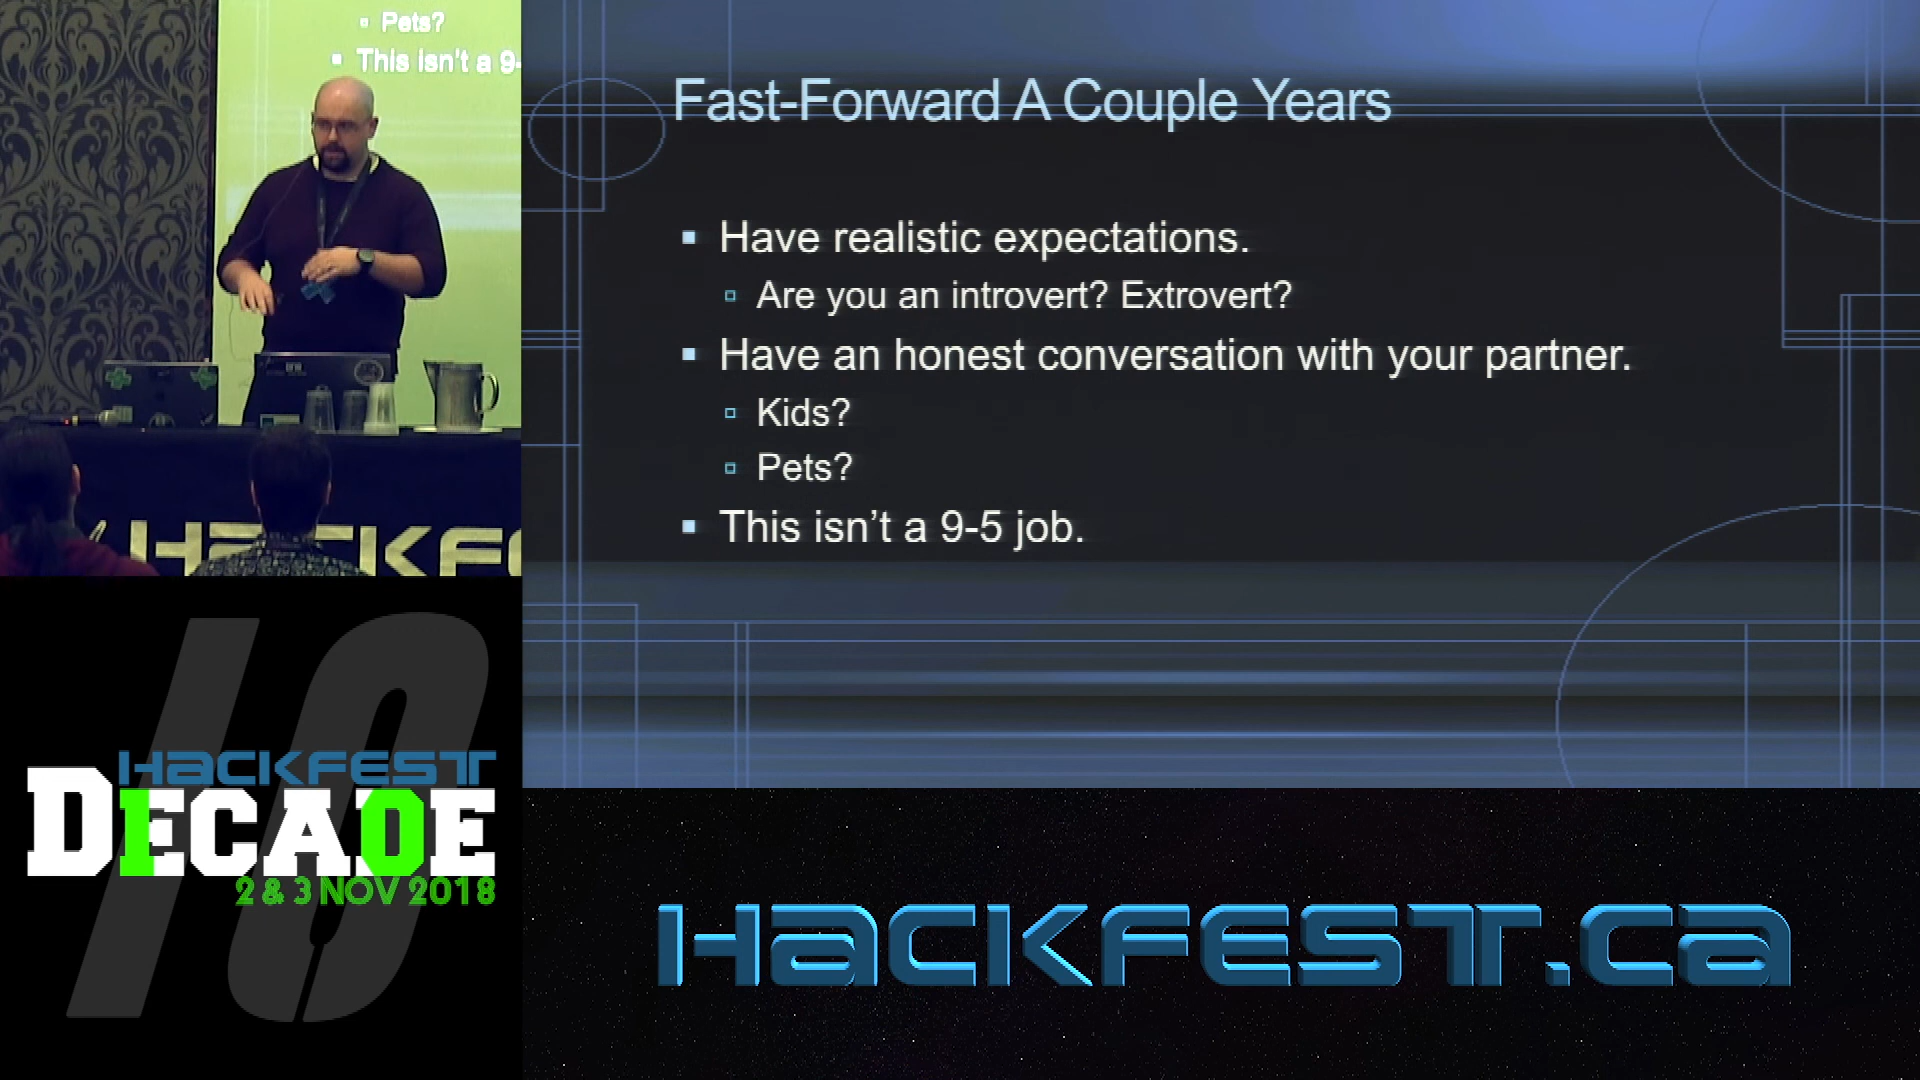 Pets?
This isn't a 9-
HACKFEST
Fast-Forward A Couple Years
Have realistic expectations.
Are you an introvert? Extrovert?
Have an honest conversation with your partner.
Kids?
Pets?
This isn’t a 9-5 job.
10
HACKFEST
DECADE
2 & 3 NOV 2018
HACKFEST.ca